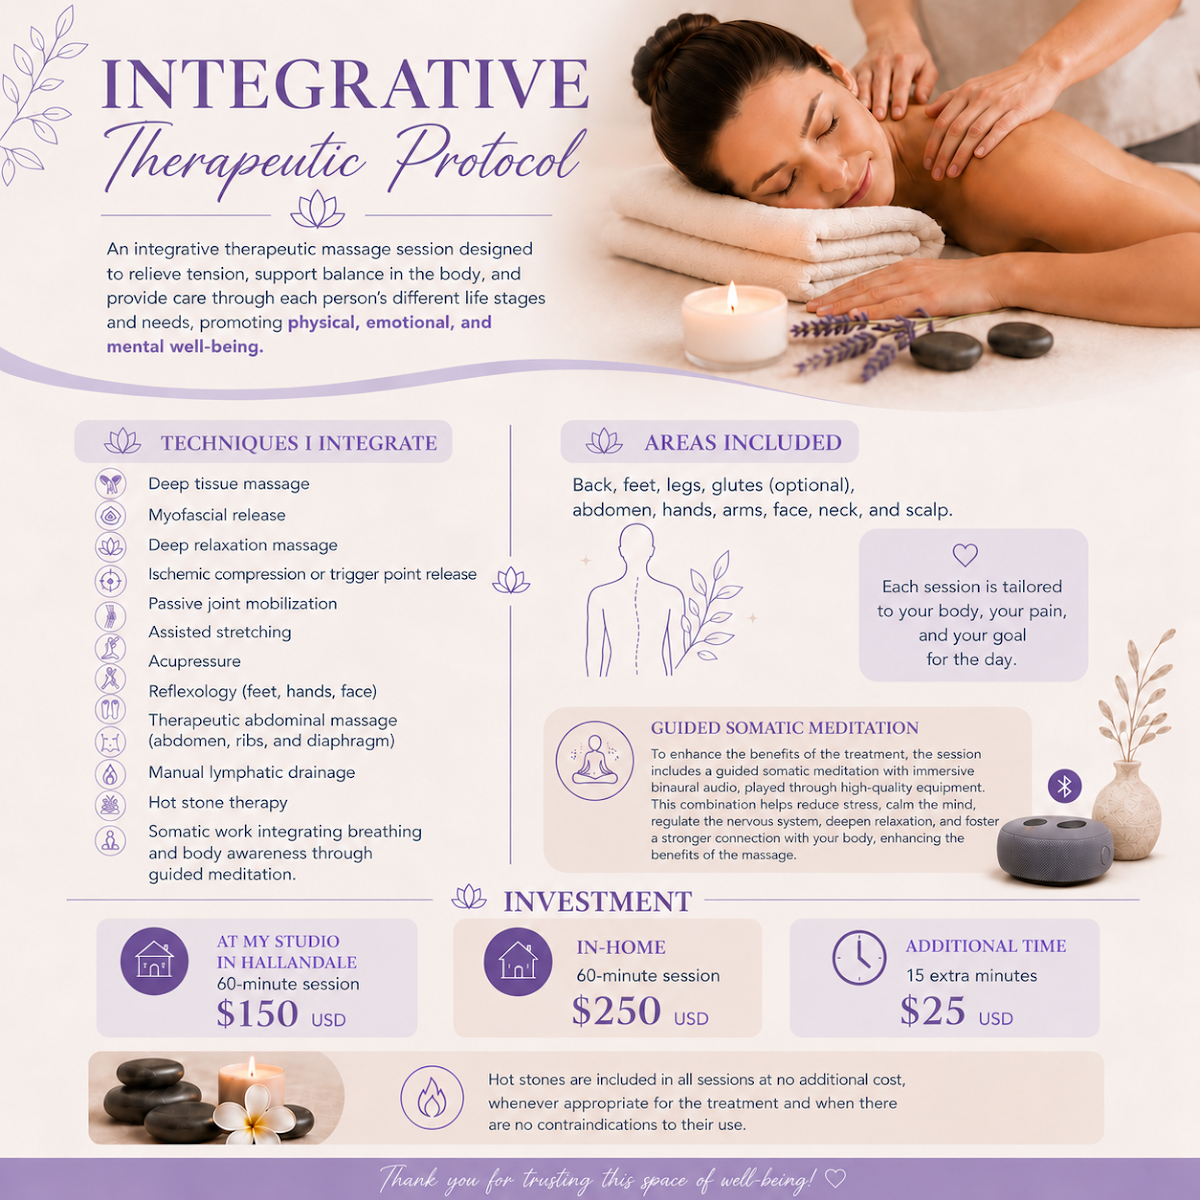 INTEGRATIVE
Therapeutic Protocol
An integrative therapeutic massage session designed
to relieve tension, support balance in the body, and
provide care through each person's different life stages
and needs, promoting physical, emotional, and
mental well-being.
TECHNIQUES I INTEGRATE
Deep tissue massage
Myofascial release
Deep relaxation massage
Ischemic compression or trigger point release
Passive joint mobilization
Assisted stretching
Acupressure
Reflexology (feet, hands, face)
Therapeutic abdominal massage
(abdomen, ribs, and diaphragm)
Manual lymphatic drainage
Hot stone therapy
Somatic work integrating breathing
and body awareness through
guided meditation.
AREAS INCLUDED
Back, feet, legs, glutes (optional),
abdomen, hands, arms, face, neck, and scalp.
Each session is tailored
to your body, your pain,
and your goal
for the day.
GUIDED SOMATIC MEDITATION
To enhance the benefits of the treatment, the session
includes a guided somatic meditation with immersive
binaural audio, played through high-quality equipment.
This combination helps reduce stress, calm the mind,
regulate the nervous system, deepen relaxation, and foster
a stronger connection with your body, enhancing the
benefits of the massage.
INVESTMENT
AT MY STUDIO
IN HALLANDALE
60-minute session
$150 USD
IN-HOME
60-minute session
$250 USD
ADDITIONAL TIME
15 extra minutes
$25 USD
Hot stones are included in all sessions at no additional cost,
whenever appropriate for the treatment and when there
are no contraindications to their use.
Thank you for trusting this space of well-being!